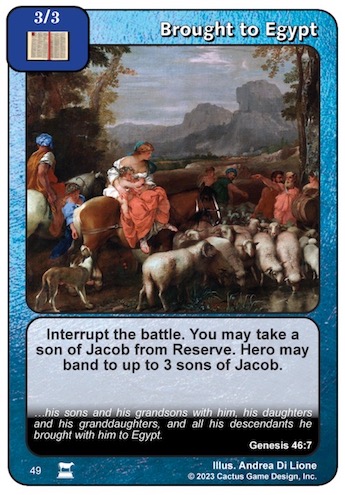 3/3
Brought to Egypt
Interrupt the battle. You may take a
son of Jacob from Reserve. Hero may
band to up to 3 sons of Jacob.
...his sons and his grandsons with him, his daughters
and his granddaughters, and all his descendants he
brought with him to Egypt.
Genesis 46:7
Illus. Andrea Di Lione
49
© 2023 Cactus Game Design, Inc.